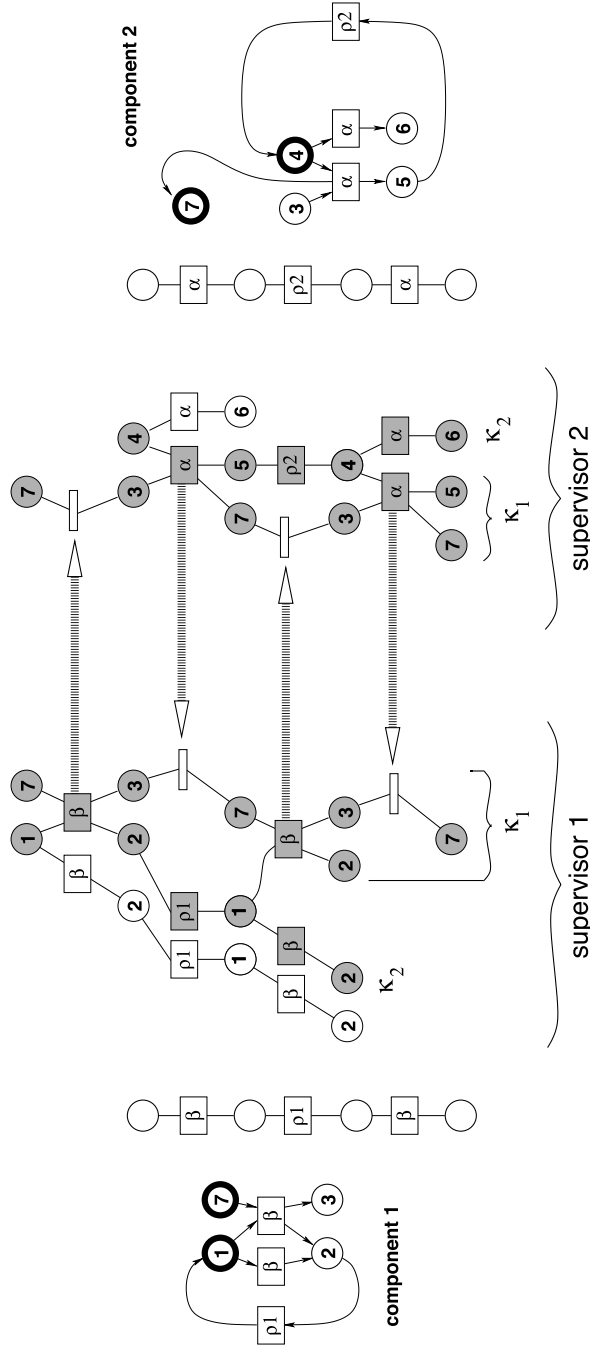 1 7
ρ1 β β
2 3
component 1
β
ρ1
β
1 7
β β
2 2 3
ρ1 ρ1
1 1 7
β β β
2 2 2 3
κ2
7
κ1
supervisor 1
7
3 4
α α
7 5 6
ρ2
3 4
α α
7 5 6
κ2
κ1
supervisor 2
α
ρ2
α
component 2
7
3 4
α α ρ2
5 6